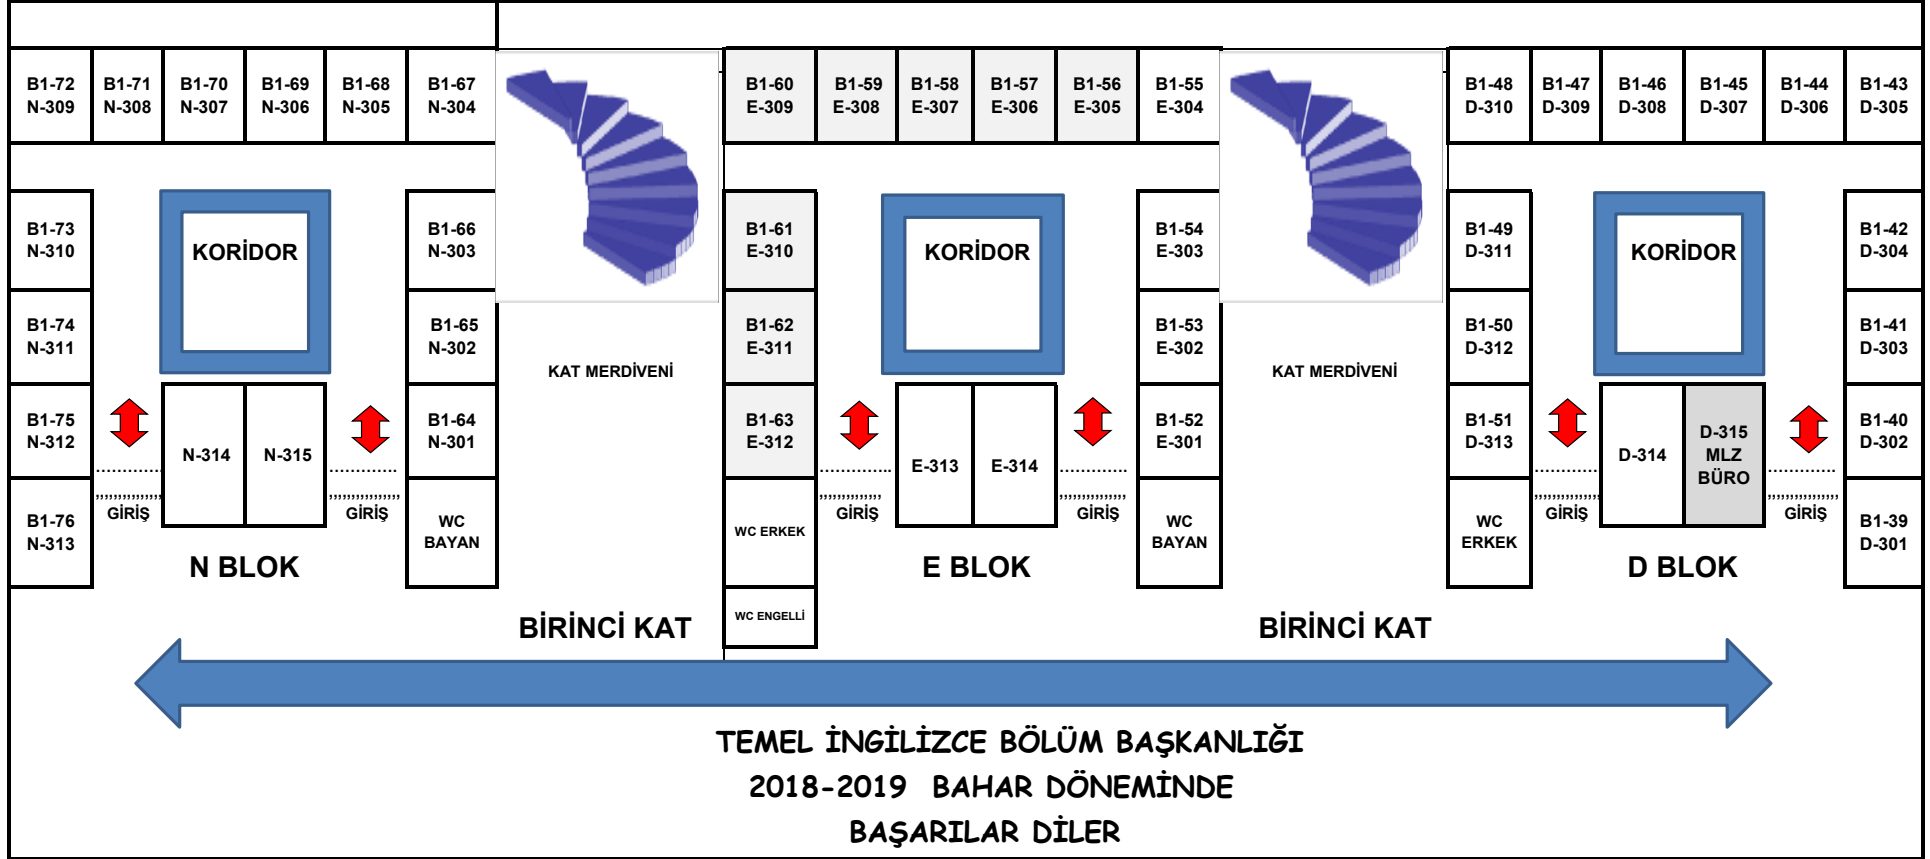 B1-72
N-309
B1-71
N-308
B1-70
N-307
B1-69
N-306
B1-68
N-305
B1-67
N-304
B1-60
E-309
B1-59
E-308
B1-58
E-307
B1-57
E-306
B1-56
E-305
B1-55
E-304
B1-48
D-310
B1-47
D-309
B1-46
D-308
B1-45
D-307
B1-44
D-306
B1-43
D-305
B1-73
N-310
KORİDOR
B1-66
N-303
B1-61
E-310
KORİDOR
B1-54
E-303
B1-49
D-311
KORİDOR
B1-42
D-304
B1-74
N-311
B1-65
N-302
KAT MERDİVENİ
B1-62
E-311
B1-53
E-302
KAT MERDİVENİ
B1-50
D-312
B1-41
D-303
B1-75
N-312
N-314
N-315
B1-64
N-301
B1-63
E-312
E-313
E-314
B1-52
E-301
B1-51
D-313
D-314
D-315
MLZ
BÜRO
B1-40
D-302
B1-76
N-313
GİRİŞ
GİRİŞ
WC
BAYAN
WC ERKEK
GİRİŞ
GİRİŞ
WC
BAYAN
WC
ERKEK
GİRİŞ
GİRİŞ
B1-39
D-301
N BLOK
E BLOK
D BLOK
WC ENGELLİ
BİRİNCİ KAT
BİRİNCİ KAT
TEMEL İNGİLİZCE BÖLÜM BAŞKANLIĞI
2018-2019 BAHAR DÖNEMİNDE
BAŞARILAR DİLER